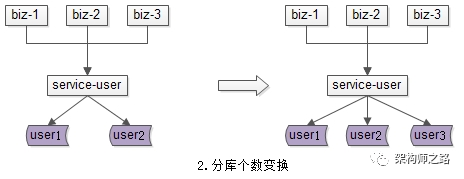 biz-1 biz-2 biz-3 biz-1 biz-2 biz-3
service-user service-user
user1 user2 user1 user2 user3
架构师之路
2.分库个数变换